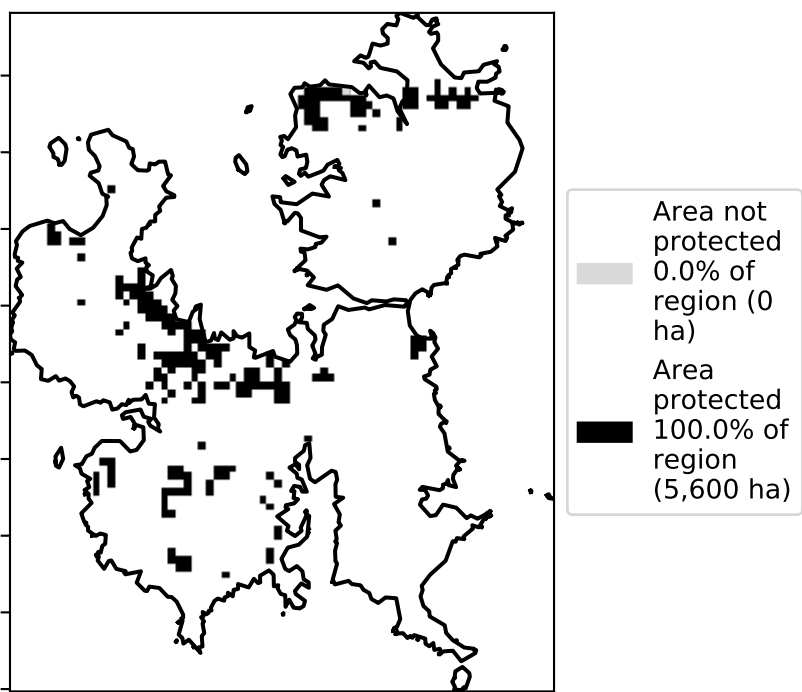 Area not
protected
0.0% of
region (0
ha)
Area
protected
100.0% of
region
(5,600 ha)